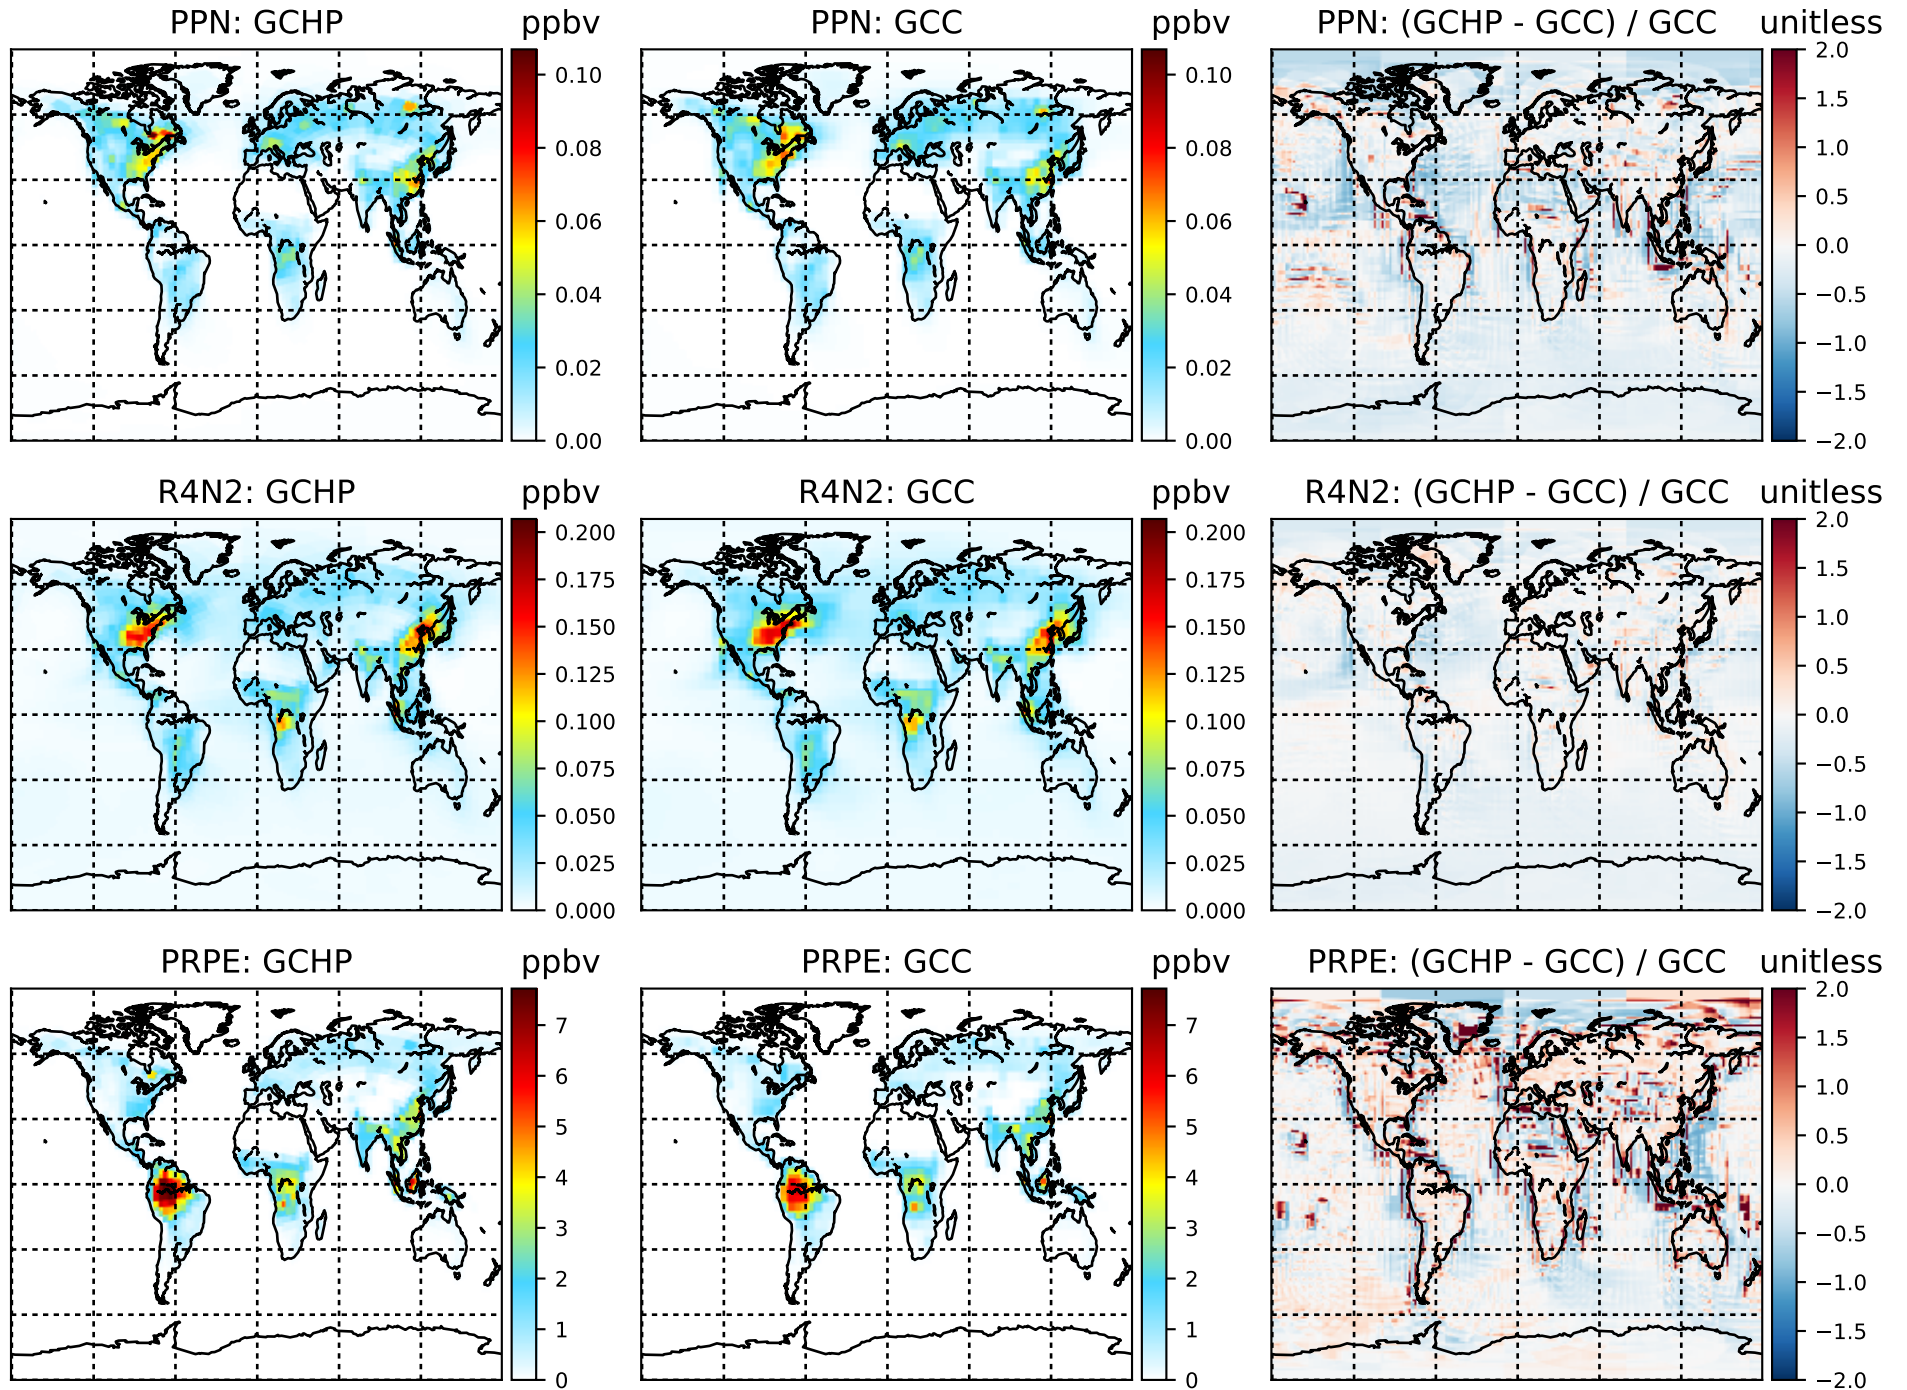 PPN: GCHP ppbv PPN: GCC ppbv PPN: (GCHP - GCC) / GCC unitless
0.10 0.10 2.0
0.08 0.08 1.5
0.06 0.06 1.0
0.04 0.04 0.5
0.02 0.02 0.0
0.00 0.00 −0.5
−1.0
−1.5
−2.0
R4N2: GCHP ppbv R4N2: GCC ppbv R4N2: (GCHP - GCC) / GCC unitless
0.200 0.200 2.0
0.175 0.175 1.5
0.150 0.150 1.0
0.125 0.125 0.5
0.100 0.100 0.0
0.075 0.075 −0.5
0.050 0.050 −1.0
0.025 0.025 −1.5
0.000 0.000 −2.0
PRPE: GCHP ppbv PRPE: GCC ppbv PRPE: (GCHP - GCC) / GCC unitless
7 7 2.0
6 6 1.5
5 5 1.0
4 4 0.5
3 3 0.0
2 2 −0.5
1 1 −1.0
0 0 −1.5
−2.0